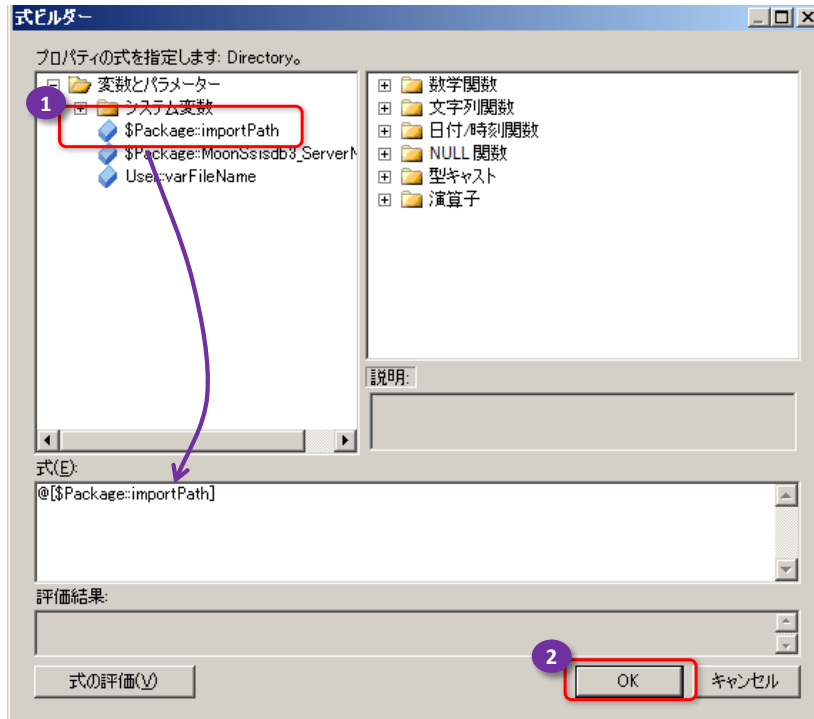 式ビルダー
プロパティの式を指定します: Directory。
変数とパラメーター
1
システム変数
$Package::importPath
$Package::MoonSsisdb3_ServerN
User::varFileName
数学関数
文字列関数
日付/時刻関数
NULL 関数
型キャスト
演算子
説明:
式(E):
@[$Package::importPath]
評価結果:
2
式の評価(V)
OK
キャンセル